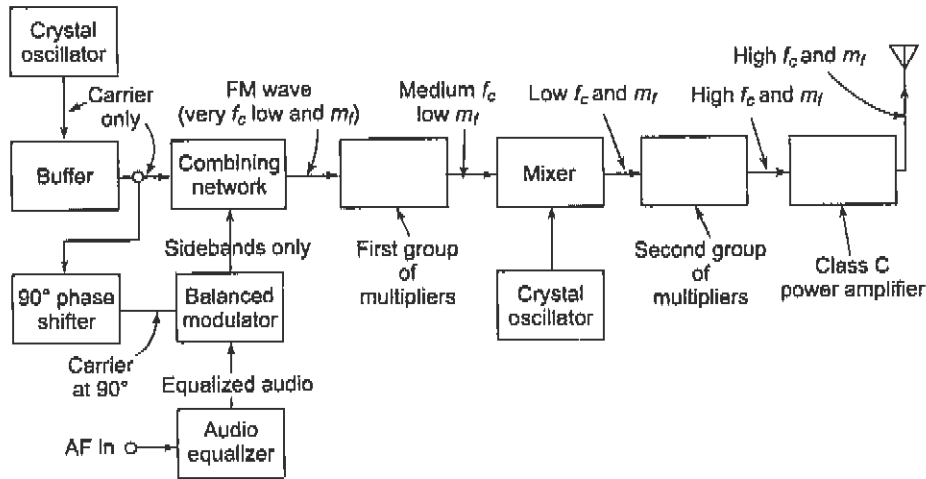 Crystal
oscillator
Carrier
only
Buffer
90° phase
shifter
Carrier
at 90°
AF in
Audio
equalizer
Equalized audio
Balanced
modulator
Sidebands only
Combining
network
FM wave
(very f_c low and m_f)
First group
of
multipliers
Medium f_c
low m_f
Mixer
Crystal
oscillator
Low f_c and m_f
Second group
of
multipliers
High f_c and m_f
Class C
power amplifier
High f_c and m_f